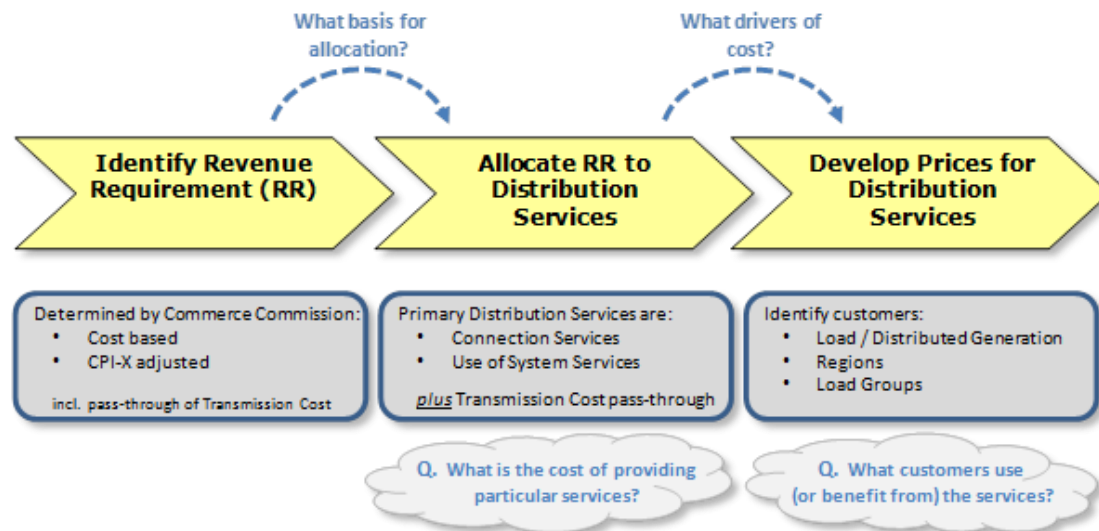 What basis for
allocation?
What drivers of
cost?
Identify Revenue
Requirement (RR)
Allocate RR to
Distribution
Services
Develop Prices for
Distribution
Services
Determined by Commerce Commission:
• Cost based
• CPI-X adjusted
incl. pass-through of Transmission Cost
Primary Distribution Services are:
• Connection Services
• Use of System Services
plus Transmission Cost pass-through
Identify customers:
• Load / Distributed Generation
• Regions
• Load Groups
Q. What is the cost of providing
particular services?
Q. What customers use
(or benefit from) the services?